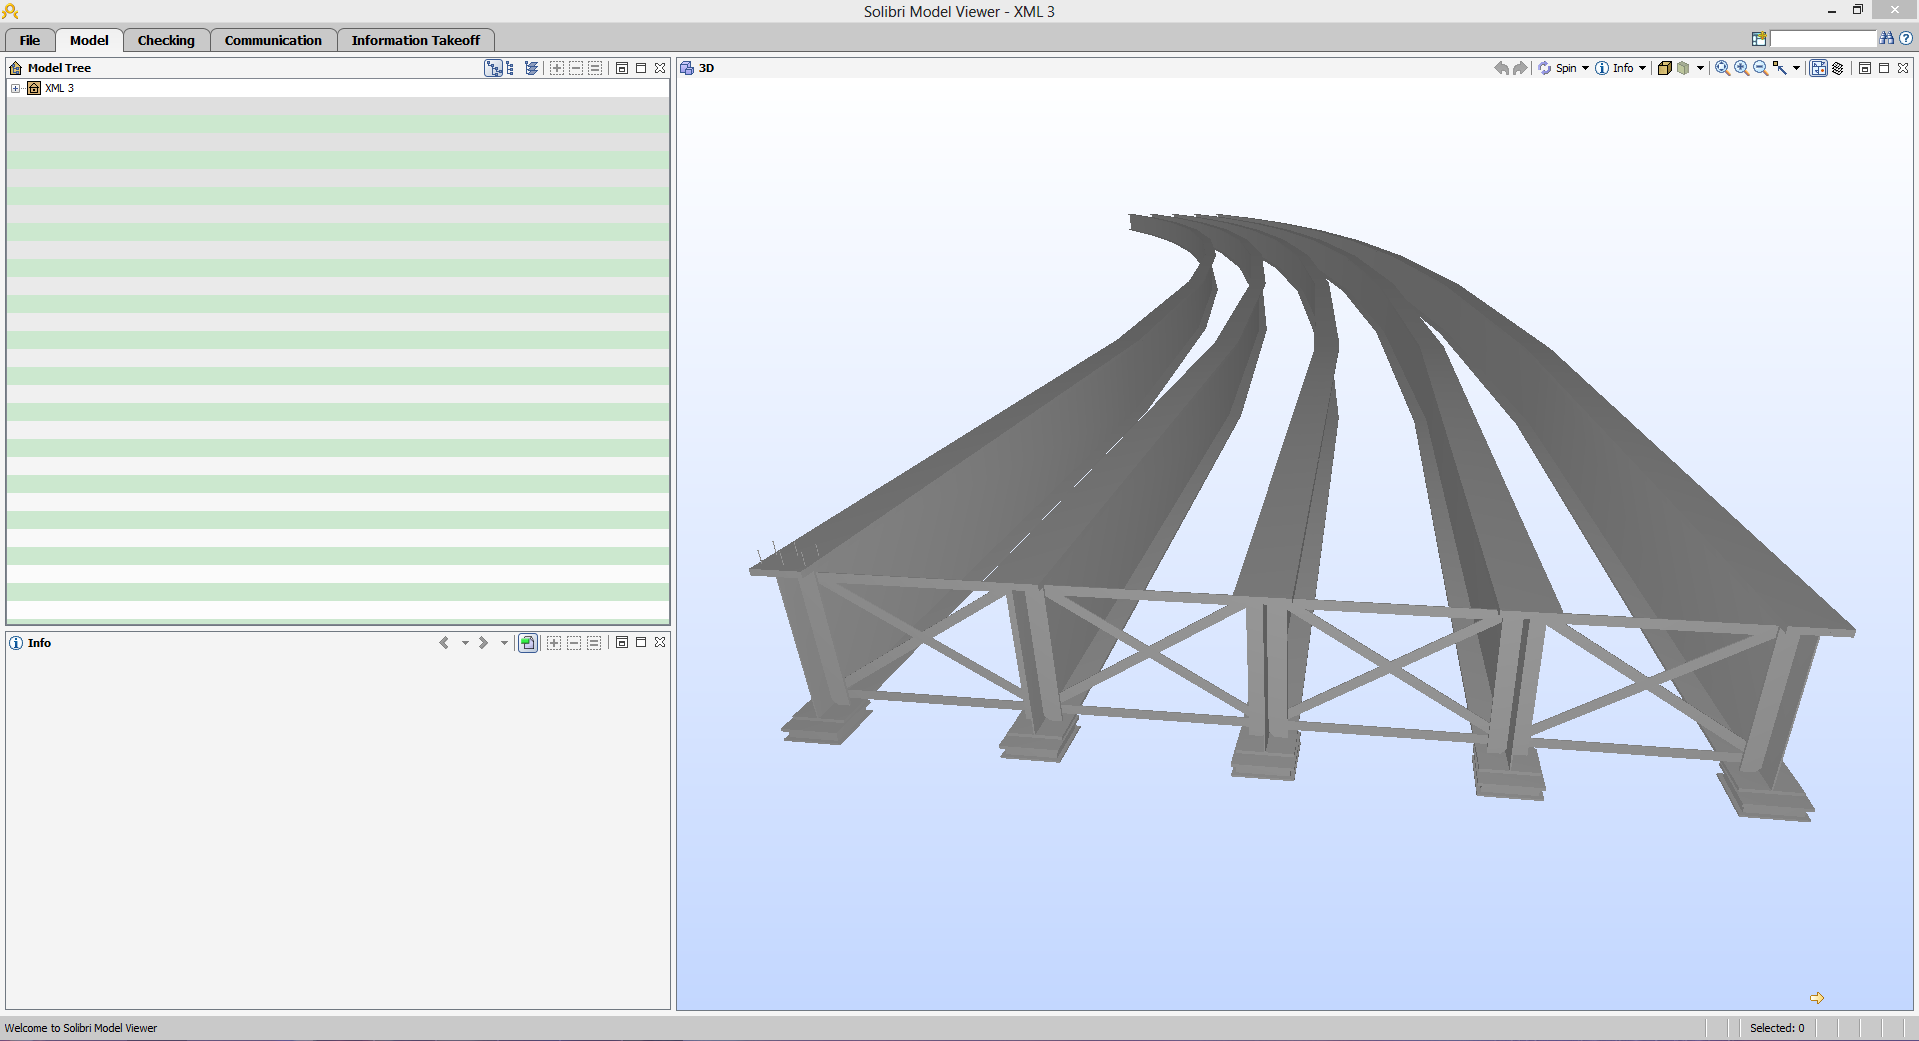 Solibri Model Viewer - XML 3
File Model Checking Communication Information Takeoff
Model Tree
XML 3
3D
Spin Info
Info
Welcome to Solibri Model Viewer
Selected: 0